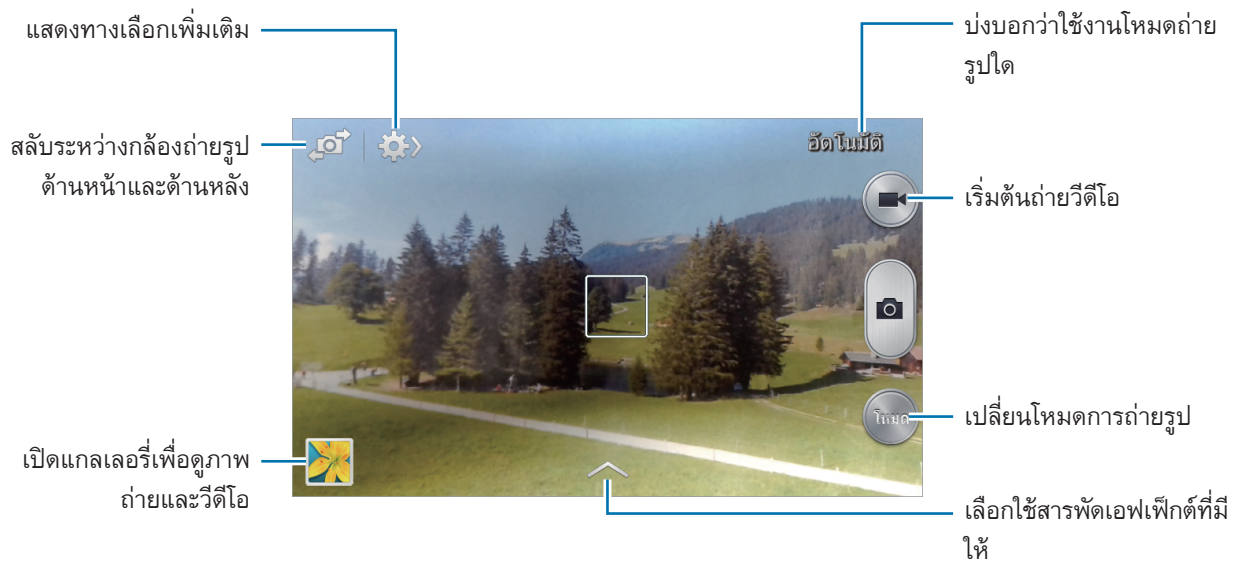 แสดงทางเลือกเพิ่มเติม
บ่งบอกว่าใช้งานโหมดถ่าย
รูปใด
สลับระหว่างกล้องถ่ายรูป
ด้านหน้าและด้านหลัง
อัตโนมัติ
เริ่มต้นถ่ายวีดีโอ
โหมด
เปลี่ยนโหมดการถ่ายรูป
เปิดแกลเลอรี่เพื่อดูภาพ
ถ่ายและวีดีโอ
เลือกใช้สารพัดเอฟเฟ็กต์ที่มี
ให้